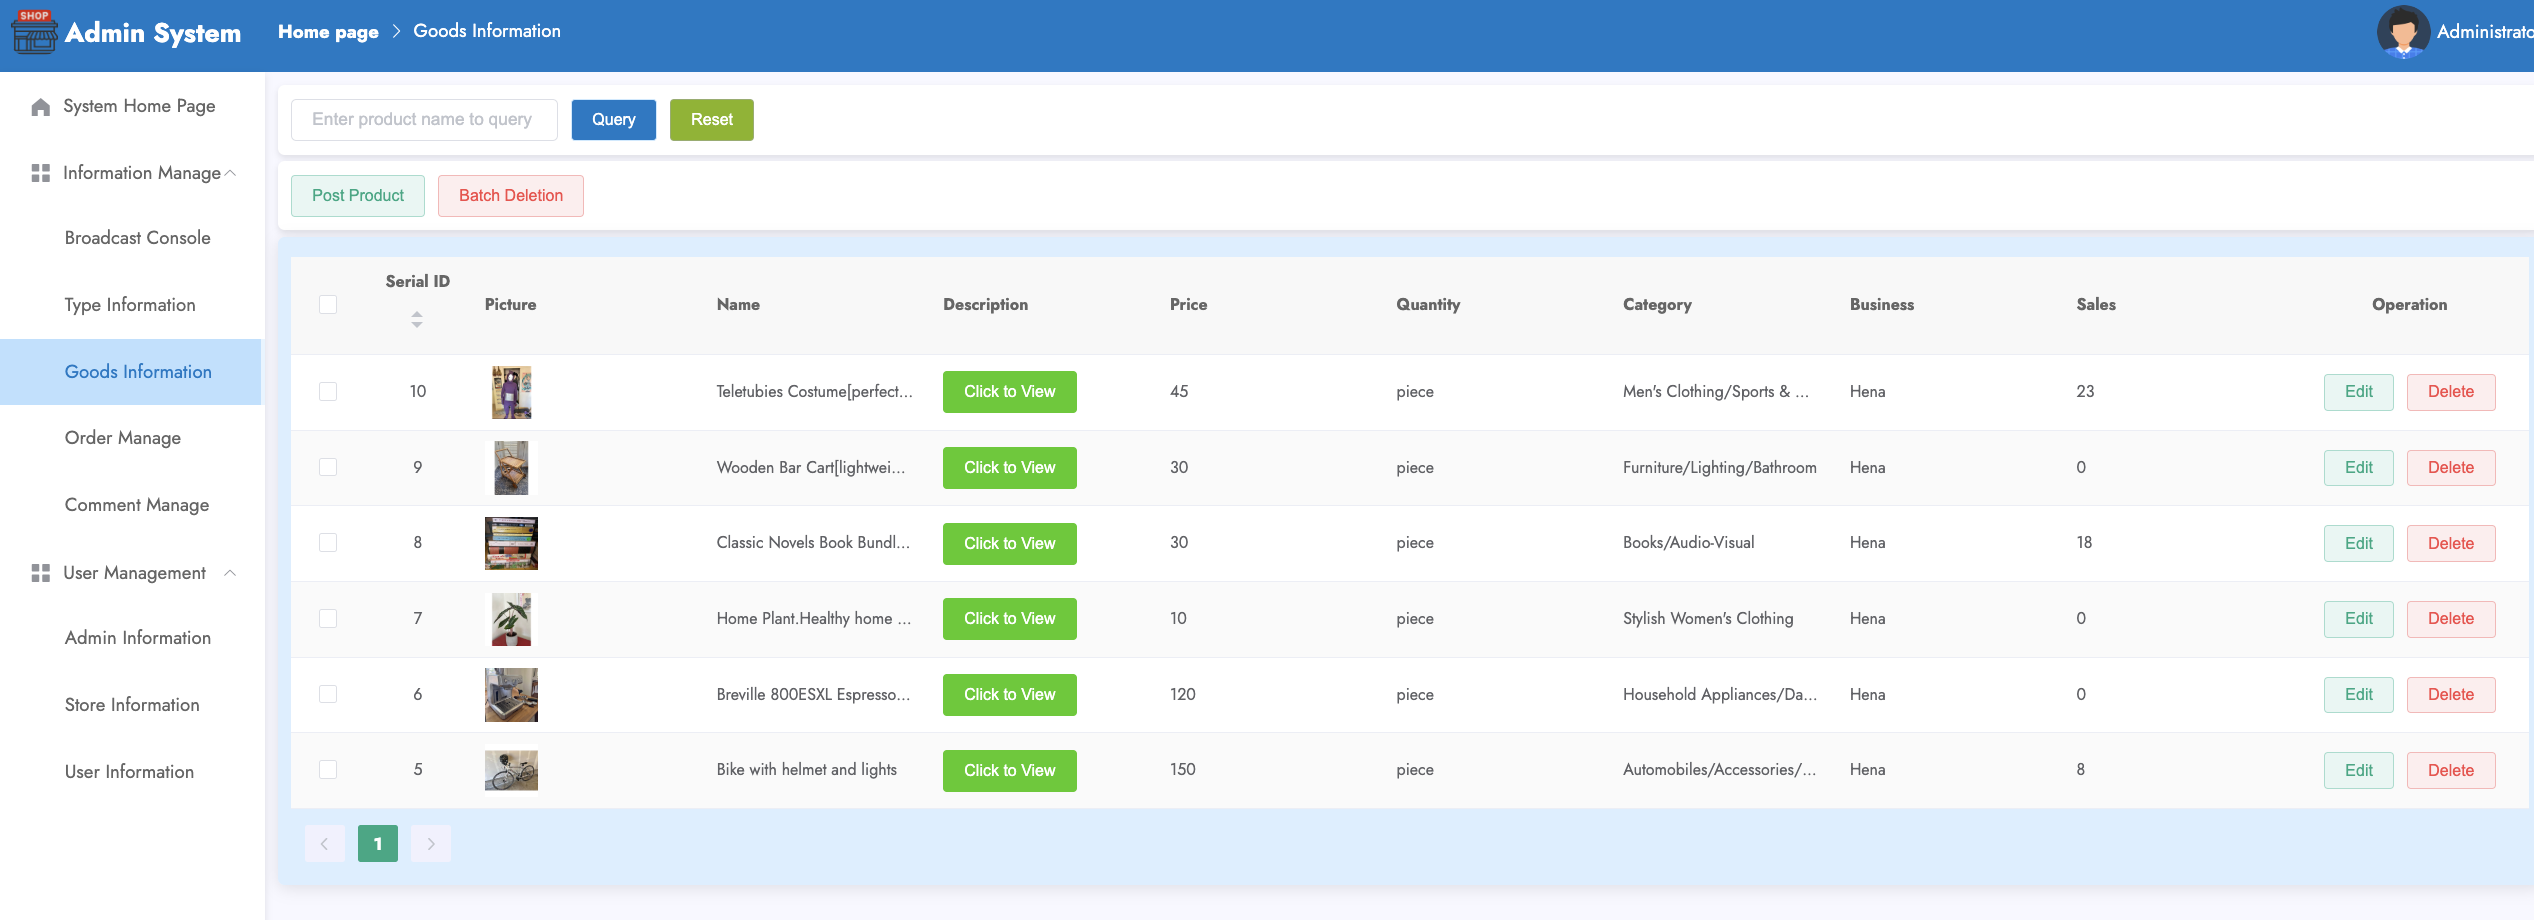 SHOP
Admin System
Home page > Goods Information
Administrato
System Home Page
Information Manage
Broadcast Console
Type Information
Goods Information
Order Manage
Comment Manage
User Management
Admin Information
Store Information
User Information
Enter product name to query Query Reset
Post Product Batch Deletion
Serial ID Picture Name Description Price Quantity Category Business Sales Operation
10 Teletubies Costume[perfect... Click to View 45 piece Men's Clothing/Sports & ... Hena 23 Edit Delete
9 Wooden Bar Cart[lightwei... Click to View 30 piece Furniture/Lighting/Bathroom Hena 0 Edit Delete
8 Classic Novels Book Bundl... Click to View 30 piece Books/Audio-Visual Hena 18 Edit Delete
7 Home Plant.Healthy home ... Click to View 10 piece Stylish Women's Clothing Hena 0 Edit Delete
6 Breville 800ESXL Espresso... Click to View 120 piece Household Appliances/Da... Hena 0 Edit Delete
5 Bike with helmet and lights Click to View 150 piece Automobiles/Accessories/... Hena 8 Edit Delete
< 1 >